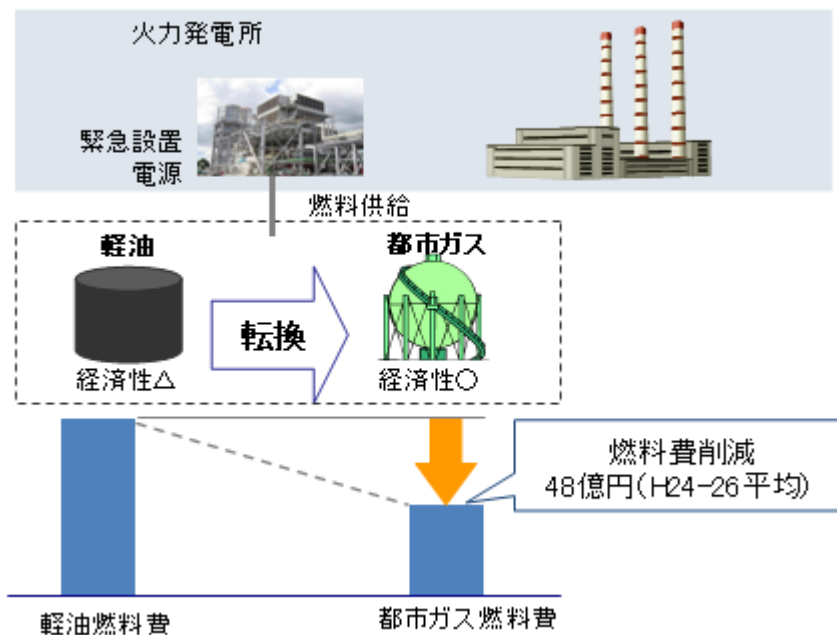 火力発電所
緊急設置
電源
燃料供給
軽油
都市ガス
転換
経済性△
経済性○
燃料費削減
48億円(H24-26平均)
軽油燃料費
都市ガス燃料費